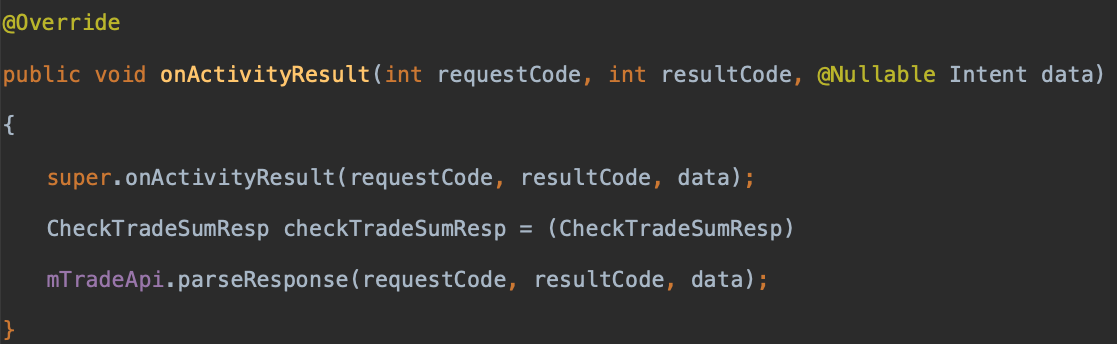 @Override
public void onActivityResult(int requestCode, int resultCode, @Nullable Intent data)
{
super.onActivityResult(requestCode, resultCode, data);
CheckTradeSumResp checkTradeSumResp = (CheckTradeSumResp)
mTradeApi.parseResponse(requestCode, resultCode, data);
}